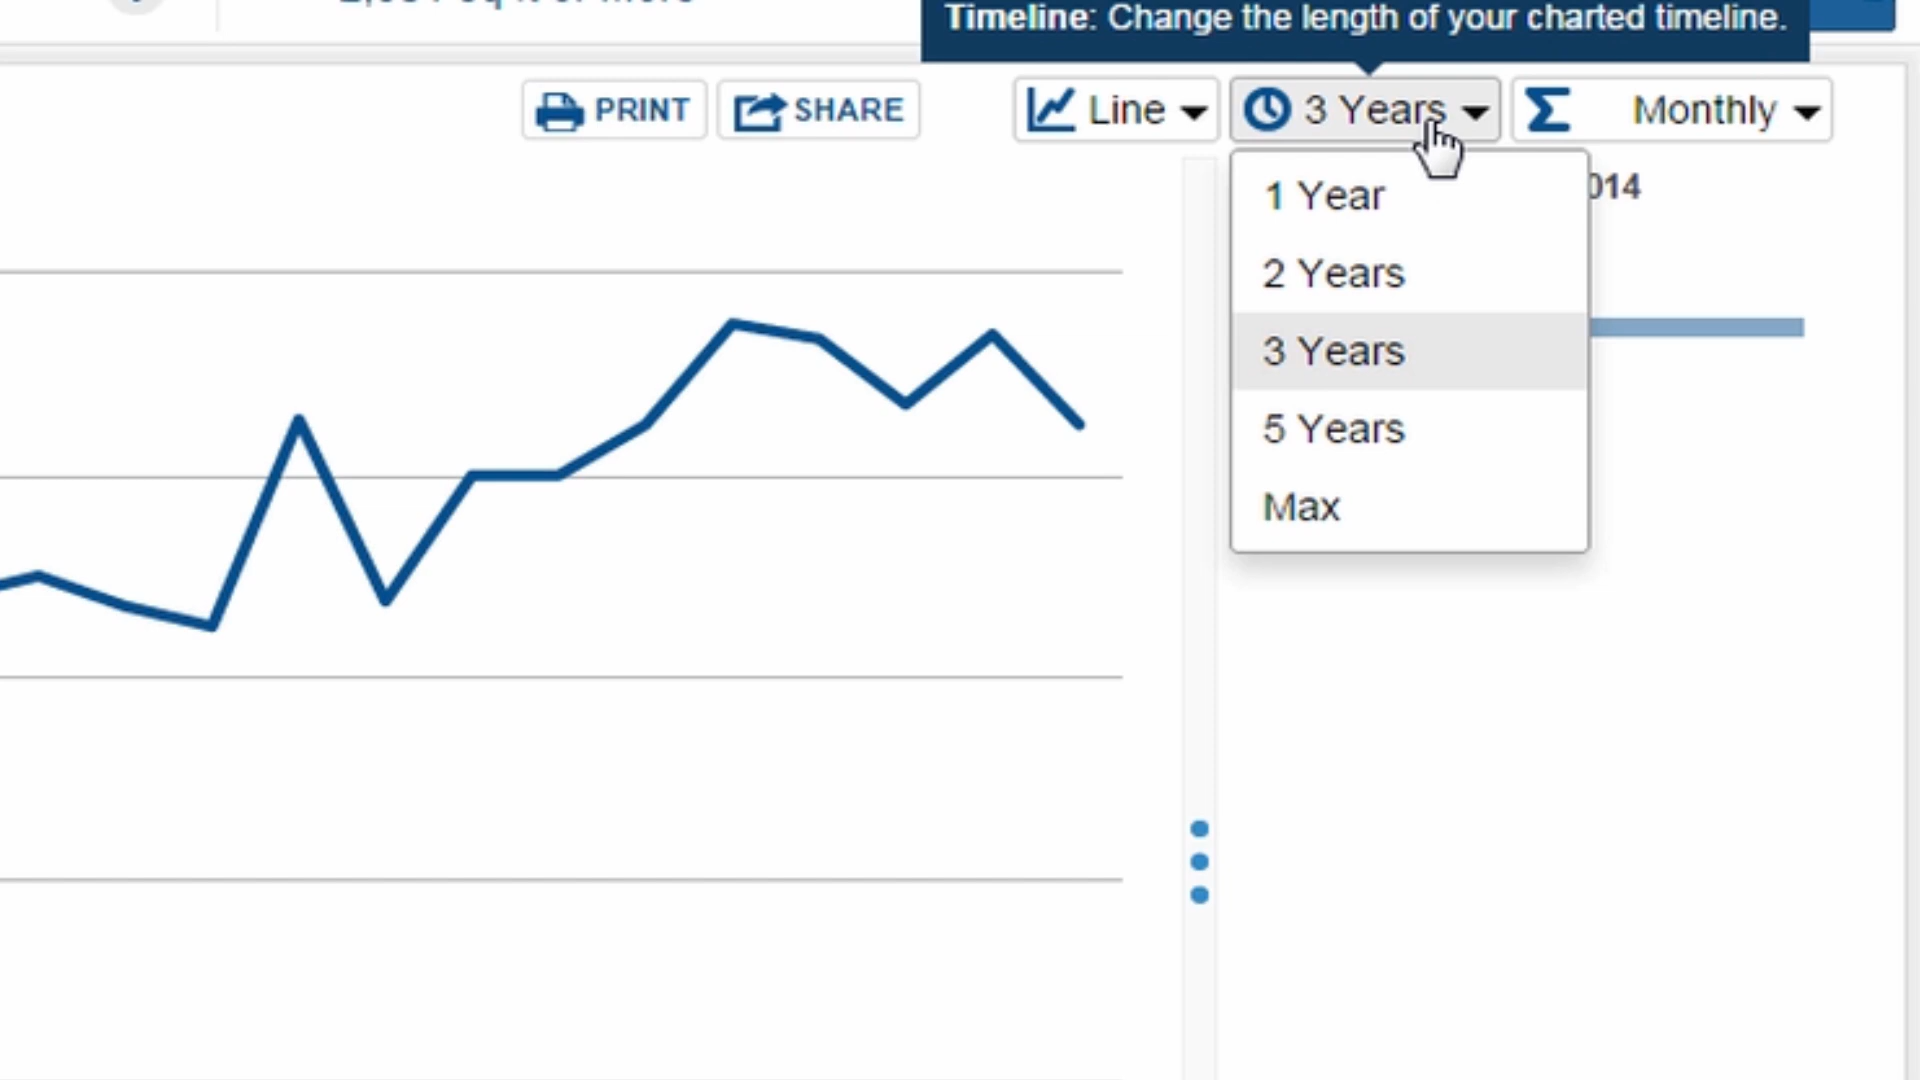 Timeline: Change the length of your charted timeline.
PRINT
SHARE
Line
3 Years
Monthly
1 Year
2 Years
3 Years
5 Years
Max
014